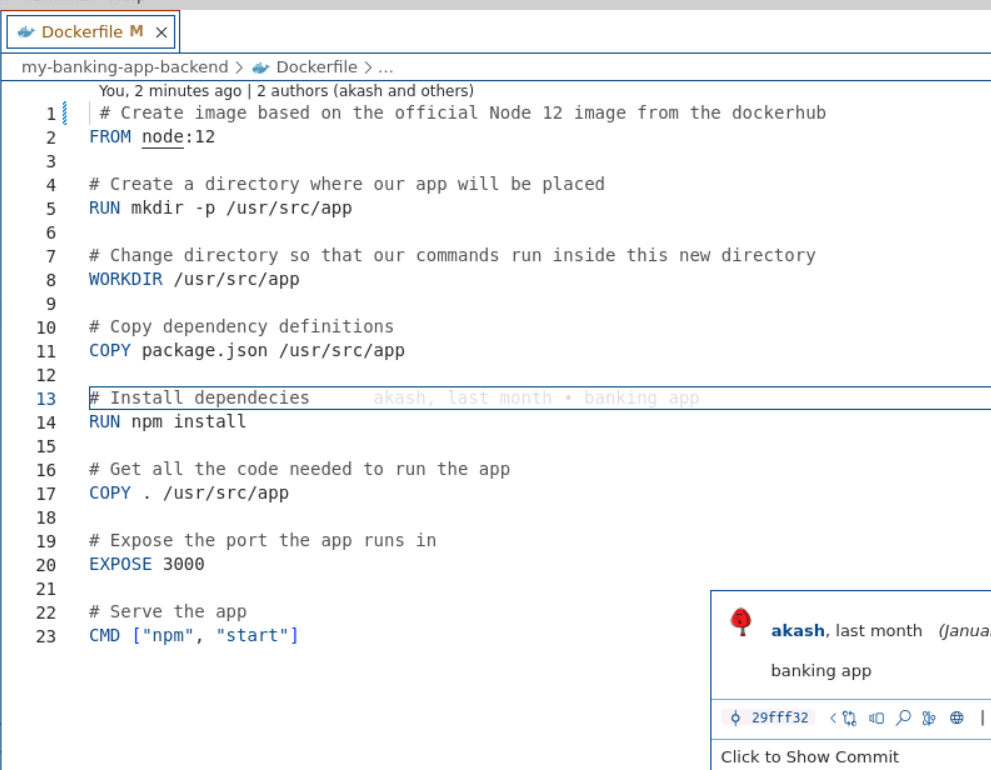 Dockerfile M
my-banking-app-backend > Dockerfile > ...
You, 2 minutes ago | 2 authors (akash and others)
1 # Create image based on the official Node 12 image from the dockerhub
2 FROM node:12
3
4 # Create a directory where our app will be placed
5 RUN mkdir -p /usr/src/app
6
7 # Change directory so that our commands run inside this new directory
8 WORKDIR /usr/src/app
9
10 # Copy dependency definitions
11 COPY package.json /usr/src/app
12
13 # Install dependecies akash, last month • banking app
14 RUN npm install
15
16 # Get all the code needed to run the app
17 COPY . /usr/src/app
18
19 # Expose the port the app runs in
20 EXPOSE 3000
21
22 # Serve the app
23 CMD ["npm", "start"]
akash, last month
banking app
29fff32
Click to Show Commit